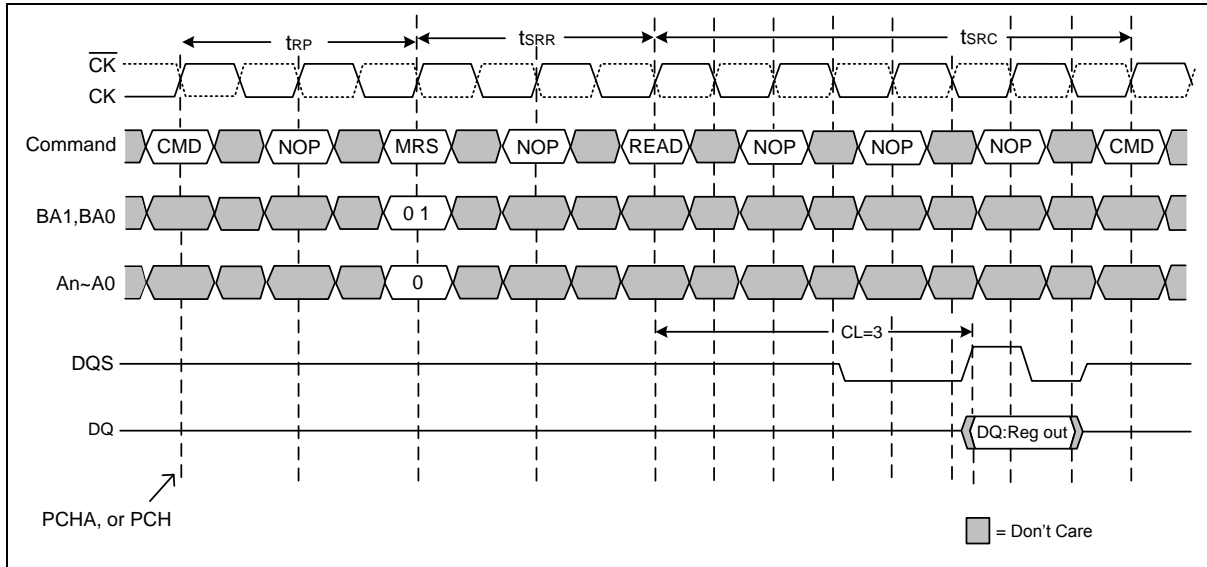 tRP tSRR tSRC
CK
CK
Command CMD NOP MRS NOP READ NOP NOP NOP CMD
BA1,BA0 0 1
An~A0 0
CL=3
DQS
DQ DQ:Reg out
PCHA, or PCH
= Don't Care